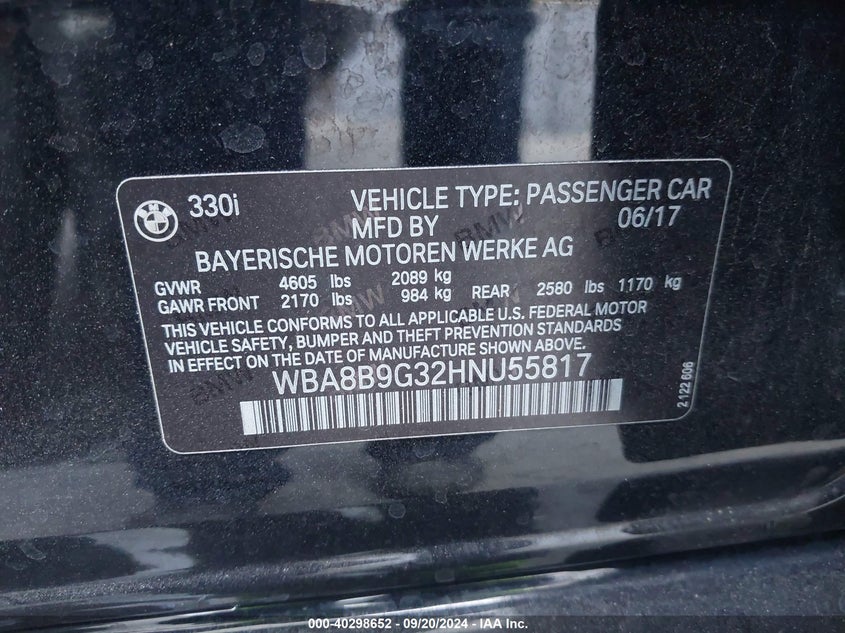 330i VEHICLE TYPE: PASSENGER CAR
MFD BY 06/17
BAYERISCHE MOTOREN WERKE AG
GVWR 4605 lbs 2089 kg
GAWR FRONT 2170 lbs 984 kg REAR 2580 lbs 1170 kg
THIS VEHICLE CONFORMS TO ALL APPLICABLE U.S. FEDERAL MOTOR
VEHICLE SAFETY, BUMPER AND THEFT PREVENTION STANDARDS
IN EFFECT ON THE DATE OF MANUFACTURE SHOWN ABOVE.
WBA8B9G32HNU55817
2122606
000-40298652 - 09/20/2024 - IAA Inc.